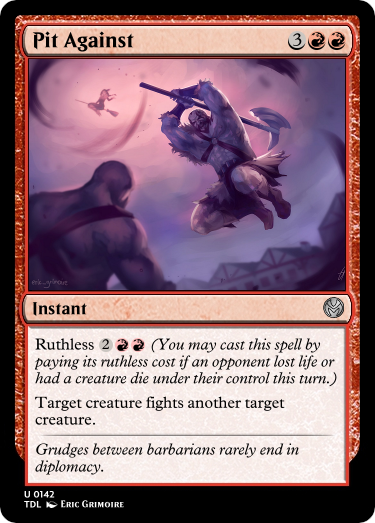 Pit Against 3
Instant
Ruthless 2 (You may cast this spell by
paying its ruthless cost if an opponent lost life or
had a creature die under their control this turn.)
Target creature fights another target
creature.
Grudges between barbarians rarely end in
diplomacy.
U 0142
TDL Eric Grimoire